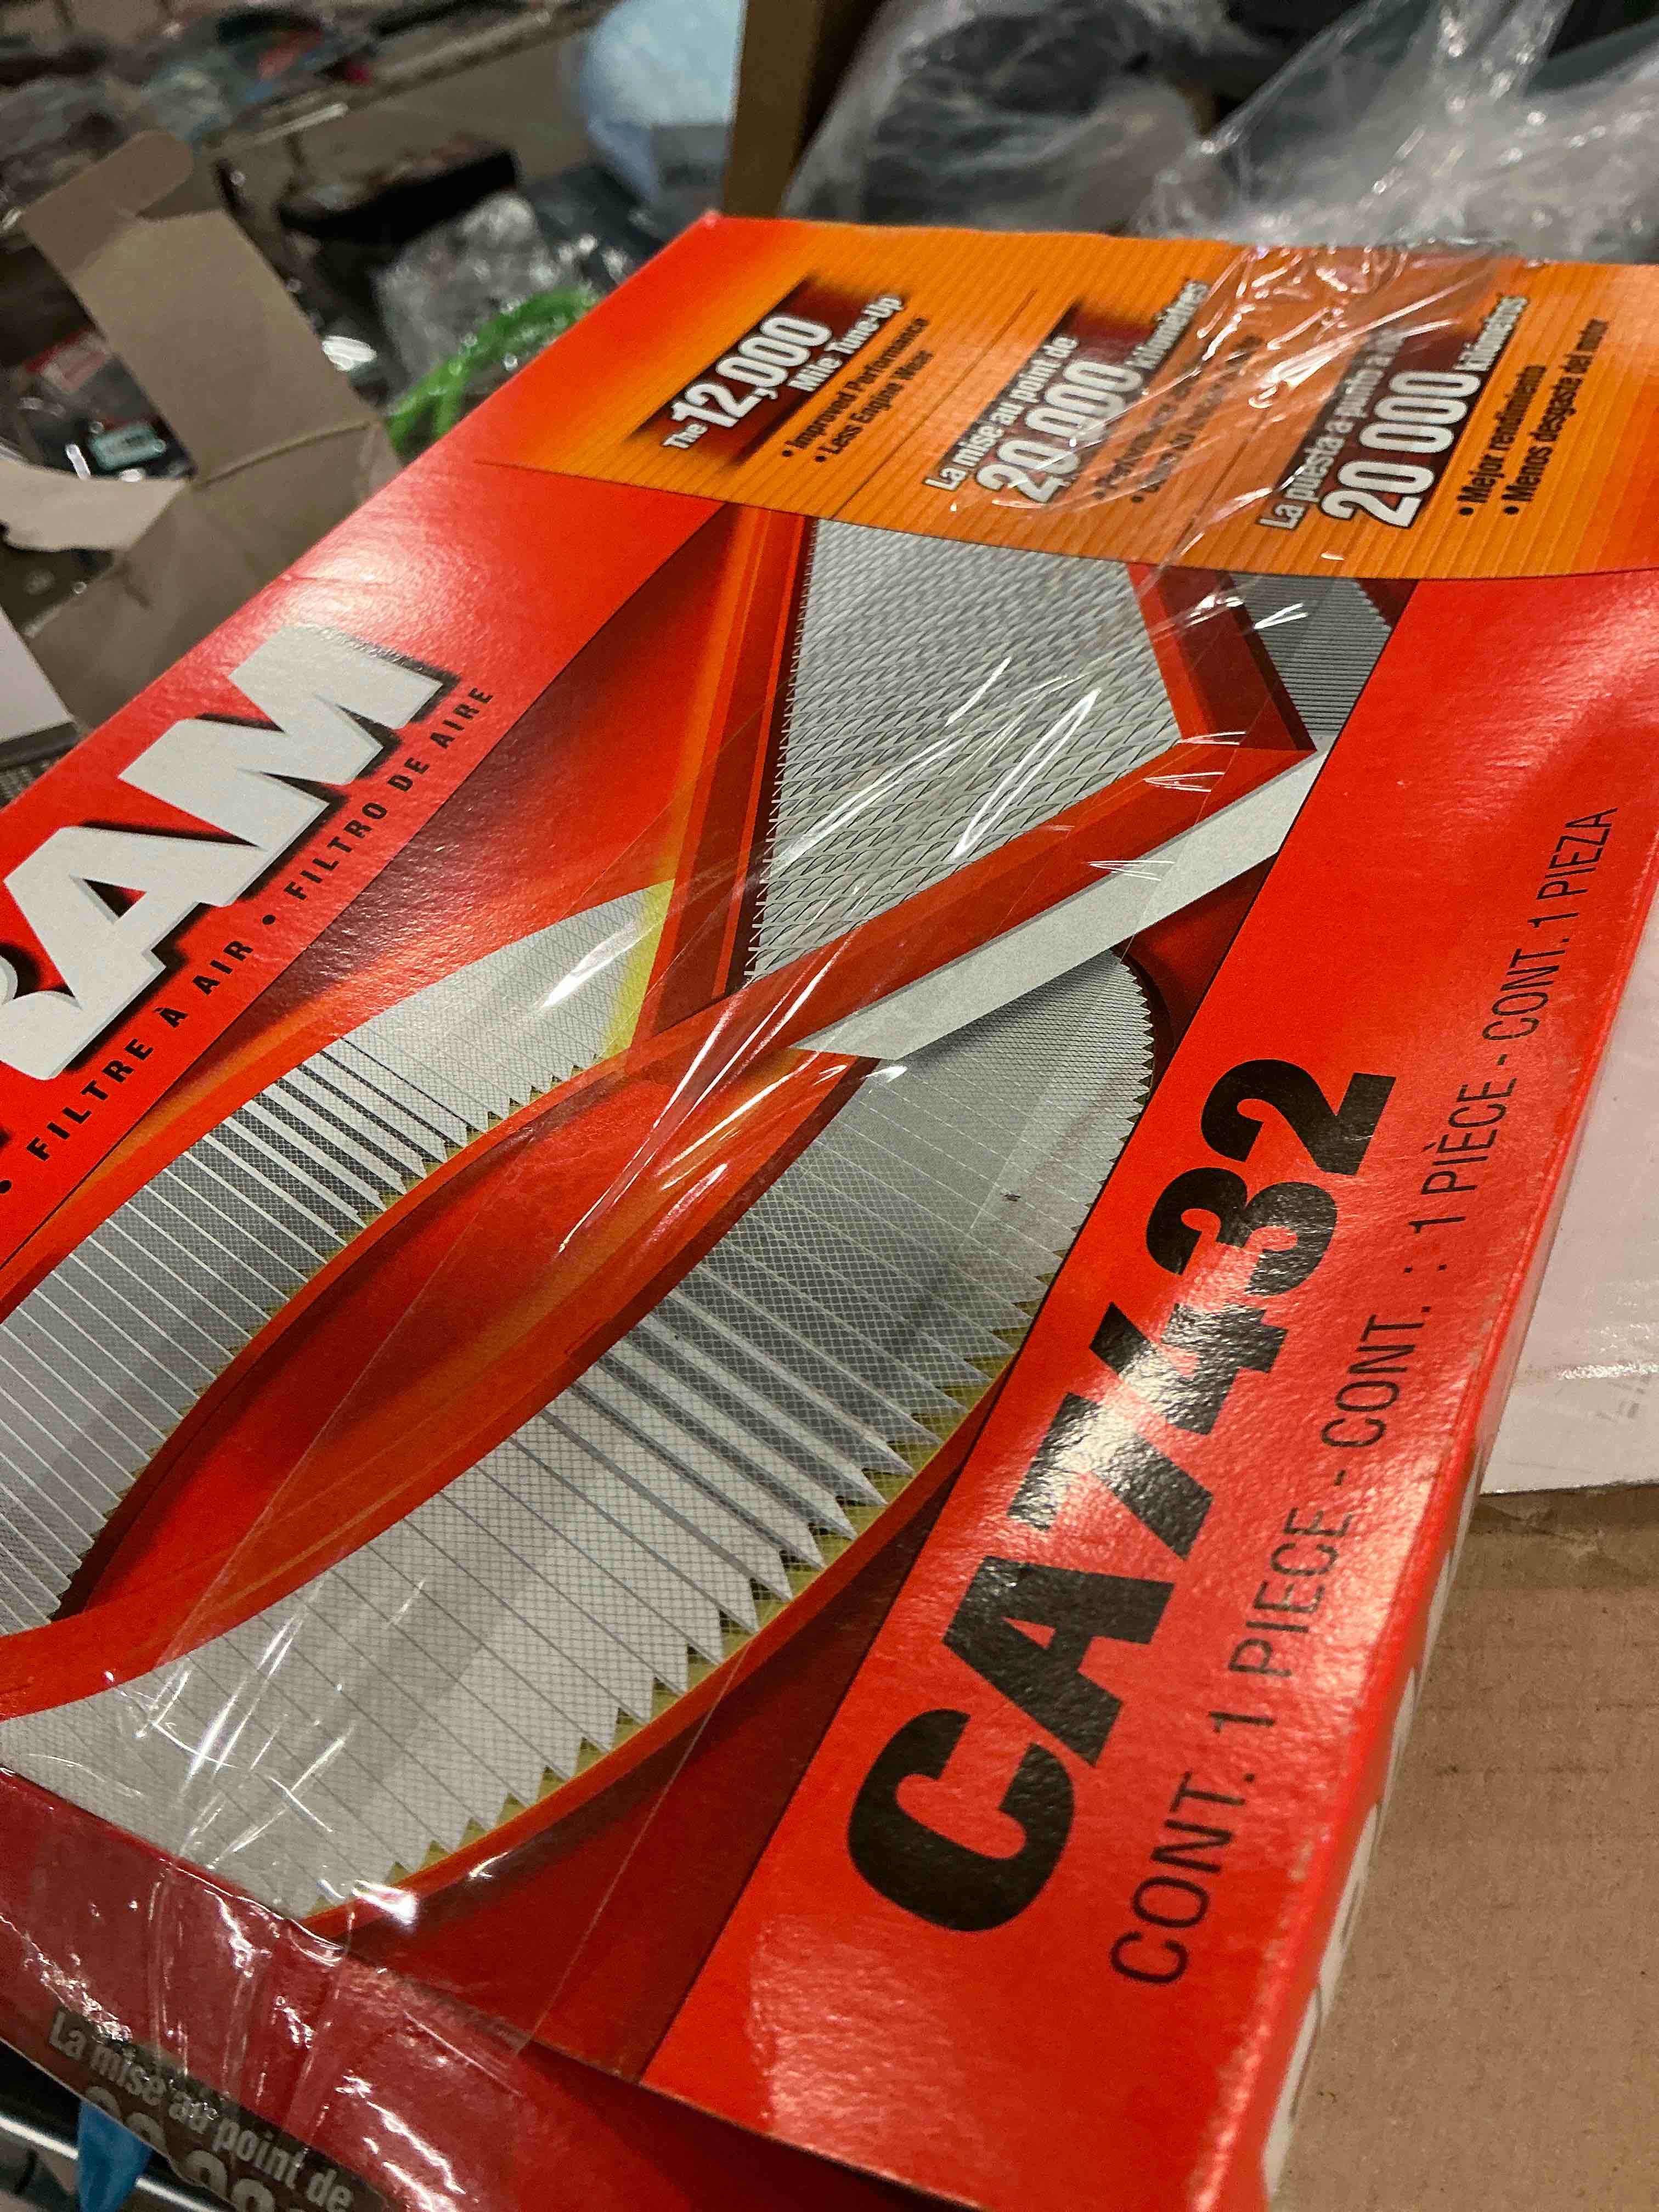 The 12,000
Mile Tune-Up
• Improved Performance
• Less Engine Wear
La mise au point de
20 000 kilomètres
La puesta a punto a los
20 000 kilómetros
• Mejor rendimiento
• Menos desgaste del motor
RAM
• FILTRE À AIR • FILTRO DE AIRE
CA7432
CONT. 1 PIECE - CONT. : 1 PIÈCE - CONT. 1 PIEZA
La mise au point de